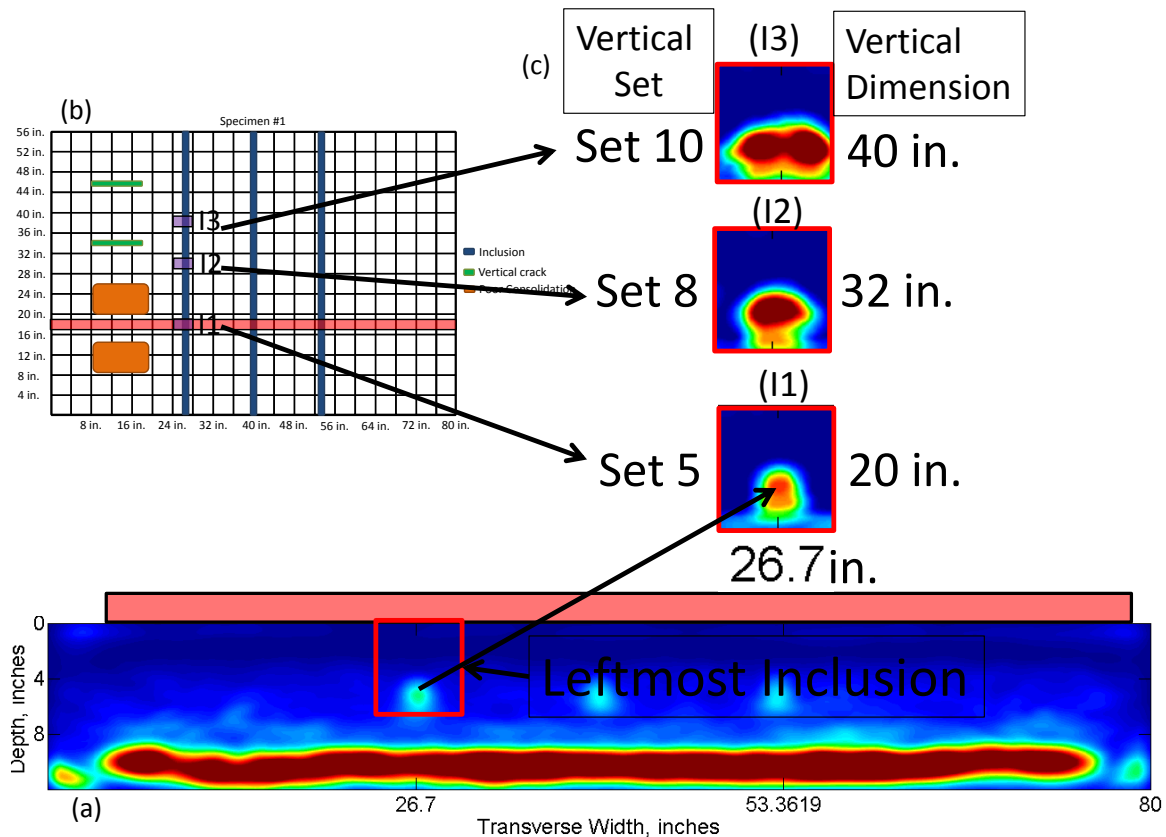 (c)
Vertical
Set
(I3)
Vertical
Dimension
Set 10
40 in.
(I2)
Set 8
32 in.
(I1)
Set 5
20 in.
26.7 in.
(b)
Specimen #1
56 in.
52 in.
48 in.
44 in.
40 in.
36 in.
32 in.
28 in.
24 in.
20 in.
16 in.
12 in.
8 in.
4 in.
I3
I2
I1
8 in. 16 in. 24 in. 32 in. 40 in. 48 in. 56 in. 64 in. 72 in. 80 in.
Inclusion
Vertical crack
Poor Consolidation
Leftmost Inclusion
0
4
8
Depth, inches
(a)
26.7 53.3619 80
Transverse Width, inches